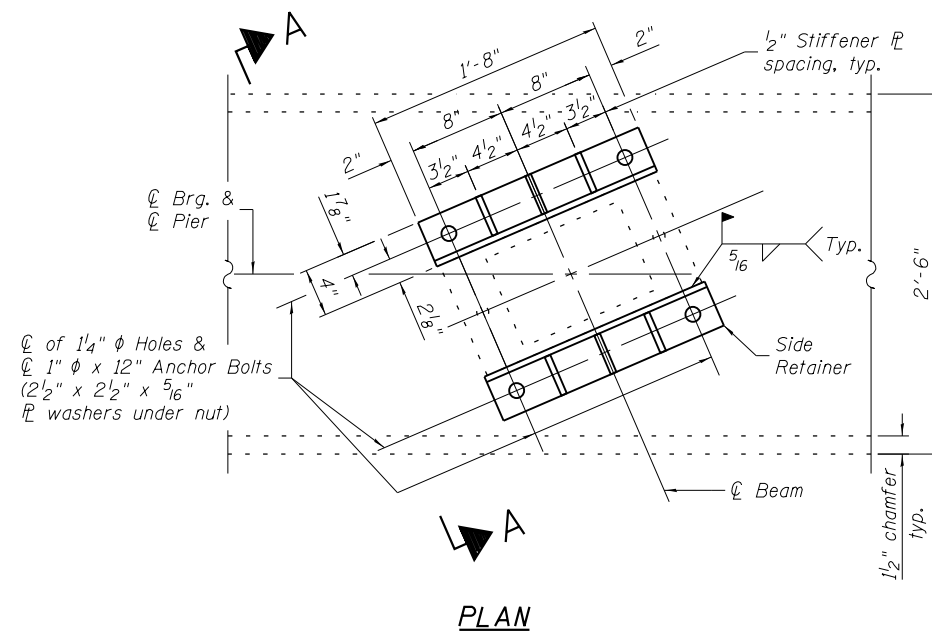 A
1'-8"
2"
½" Stiffener ℄ spacing, typ.
8"
8"
3½"
4½"
4½"
3½"
2"
℄ Brg. &
℄ Pier
1⅞"
4"
2⅛"
5/16
Typ.
2'-6"
℄ of 1¼" ϕ Holes &
℄ 1" ϕ x 12" Anchor Bolts
(2½" x 2½" x 5/16"
PL washers under nut)
Side
Retainer
℄ Beam
1½" chamfer
typ.
A
PLAN